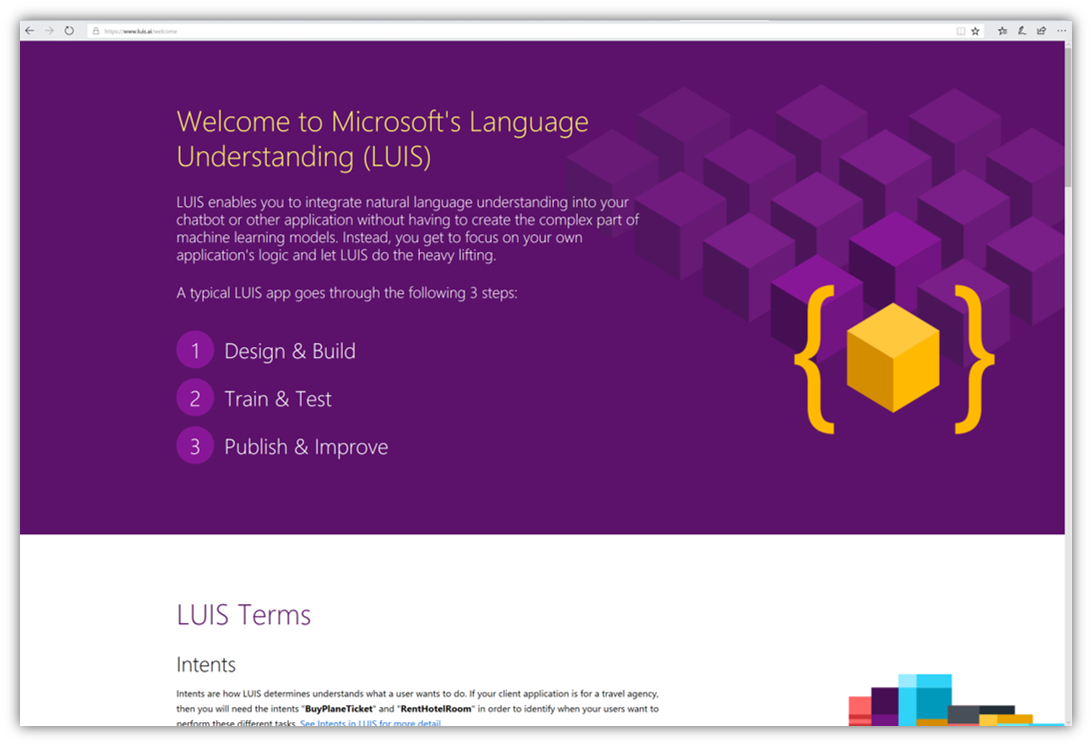 https://www.luis.ai/welcome
Welcome to Microsoft's Language
Understanding (LUIS)
LUIS enables you to integrate natural language understanding into your
chatbot or other application without having to create the complex part of
machine learning models. Instead, you get to focus on your own
application's logic and let LUIS do the heavy lifting.
A typical LUIS app goes through the following 3 steps:
1 Design & Build
2 Train & Test
3 Publish & Improve
{ }
LUIS Terms
Intents
Intents are how LUIS determines understands what a user wants to do. If your client application is for a travel agency,
then you will need the intents "BuyPlaneTicket" and "RentHotelRoom" in order to identify when your users want to
perform these different tasks. See Intents in LUIS for more detail